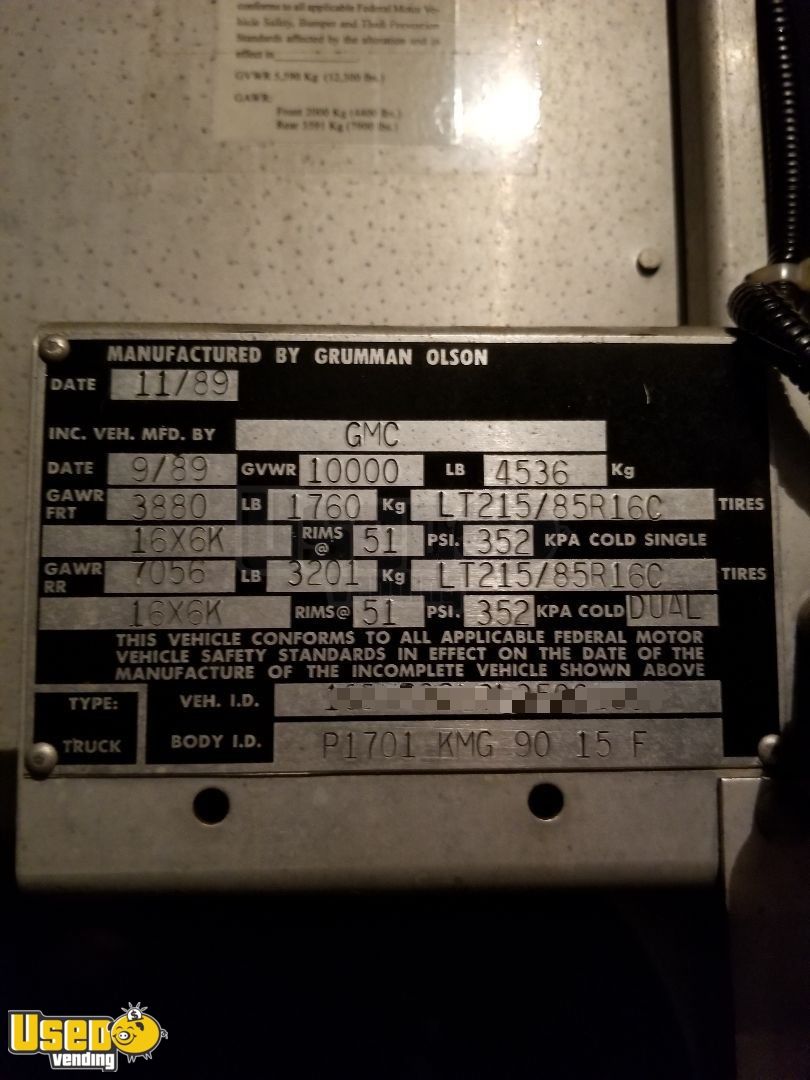 conforms to all applicable Federal Motor Ve-
hicle Safety, Bumper and Theft Prevention
Standards affected by the alteration and in
effect in
GVWR 5,590 Kg (12,300 lbs.)
GAWR:
Front 2000 Kg (4400 lbs.)
Rear 3591 Kg (7900 lbs.)
MANUFACTURED BY GRUMMAN OLSON
DATE 11/89
INC. VEH. MFD. BY GMC
DATE 9/89 GVWR 10000 LB 4536 Kg
GAWR FRT 3880 LB 1760 Kg LT215/85R16C TIRES
16X6K RIMS @ 51 PSI. 352 KPA COLD SINGLE
GAWR RR 7056 LB 3201 Kg LT215/85R16C TIRES
16X6K RIMS @ 51 PSI. 352 KPA COLD DUAL
THIS VEHICLE CONFORMS TO ALL APPLICABLE FEDERAL MOTOR
VEHICLE SAFETY STANDARDS IN EFFECT ON THE DATE OF THE
MANUFACTURE OF THE INCOMPLETE VEHICLE SHOWN ABOVE
TYPE: VEH. I.D.
TRUCK BODY I.D. P1701 KMG 90 15 F
USED
vending